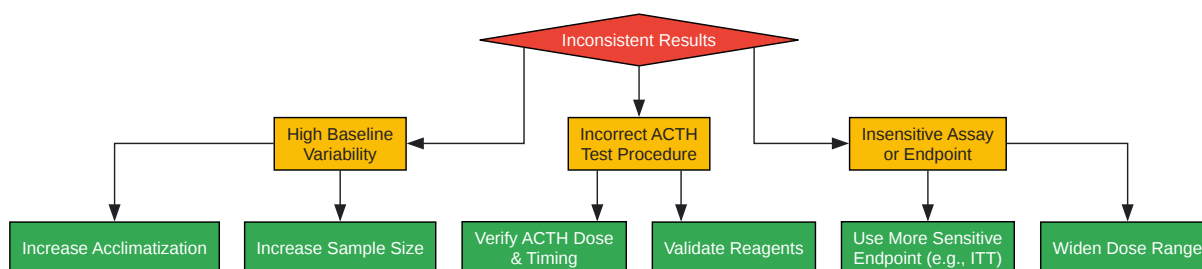 Inconsistent Results
High Baseline
Variability
Incorrect ACTH
Test Procedure
Insensitive Assay
or Endpoint
Increase Acclimatization
Increase Sample Size
Verify ACTH Dose
& Timing
Validate Reagents
Use More Sensitive
Endpoint (e.g., ITT)
Widen Dose Range